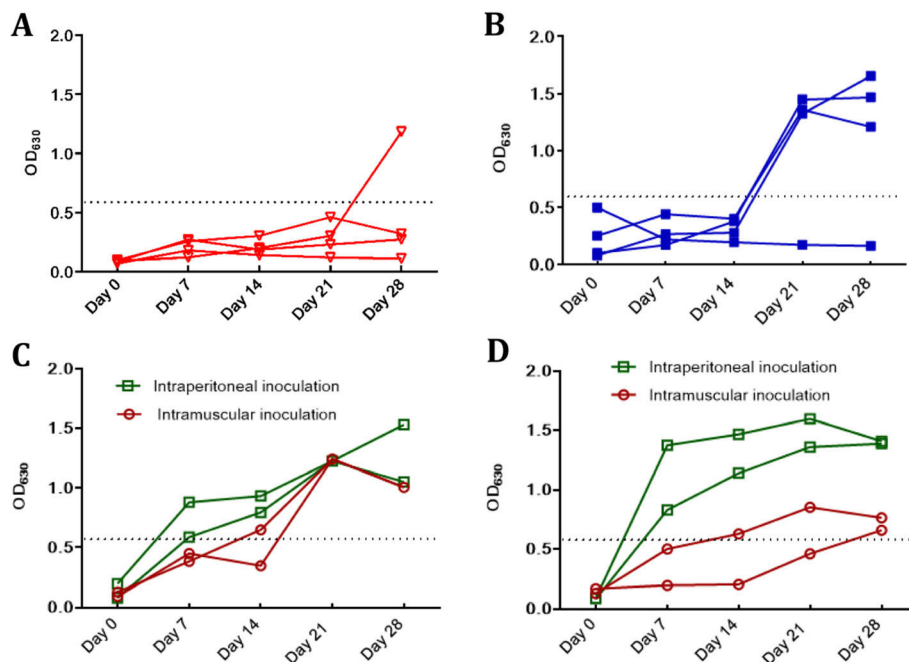 A
2.0
1.5
1.0
0.5
0.0
OD630
Day 0
Day 7
Day 14
Day 21
Day 28
B
2.0
1.5
1.0
0.5
0.0
OD630
Day 0
Day 7
Day 14
Day 21
Day 28
C
Intraperitoneal inoculation
Intramuscular inoculation
2.0
1.5
1.0
0.5
0.0
OD630
Day 0
Day 7
Day 14
Day 21
Day 28
D
Intraperitoneal inoculation
Intramuscular inoculation
2.0
1.5
1.0
0.5
0.0
OD630
Day 0
Day 7
Day 14
Day 21
Day 28